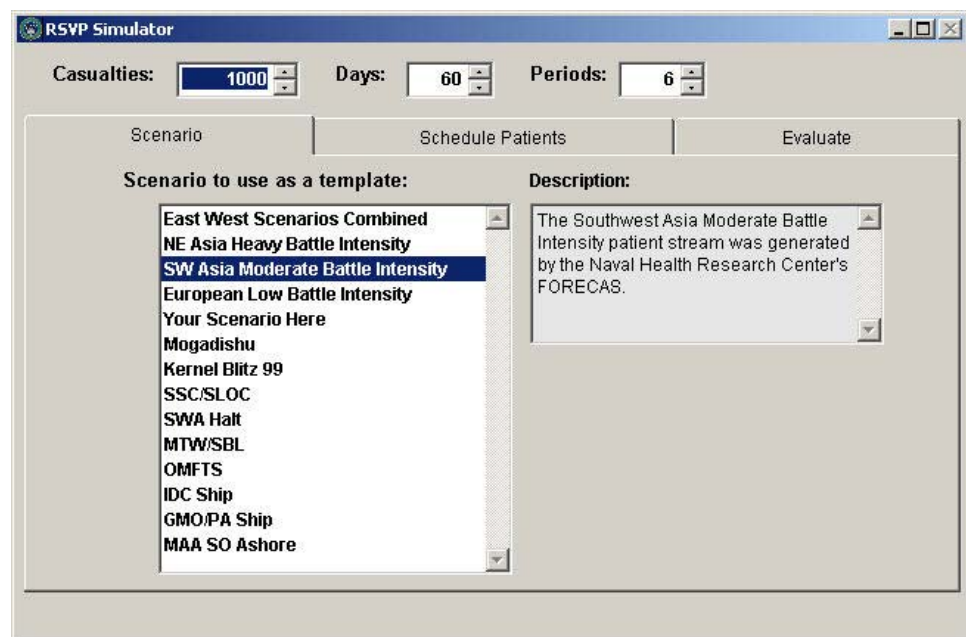 RSVP Simulator
Casualties: 1000 Days: 60 Periods: 6
Scenario Schedule Patients Evaluate
Scenario to use as a template:
East West Scenarios Combined
NE Asia Heavy Battle Intensity
SW Asia Moderate Battle Intensity
European Low Battle Intensity
Your Scenario Here
Mogadishu
Kernel Blitz 99
SSC/SLOC
SWA Halt
MTW/SBL
OMFTS
IDC Ship
GMO/PA Ship
MAA SO Ashore
Description:
The Southwest Asia Moderate Battle
Intensity patient stream was generated
by the Naval Health Research Center's
FORECAS.